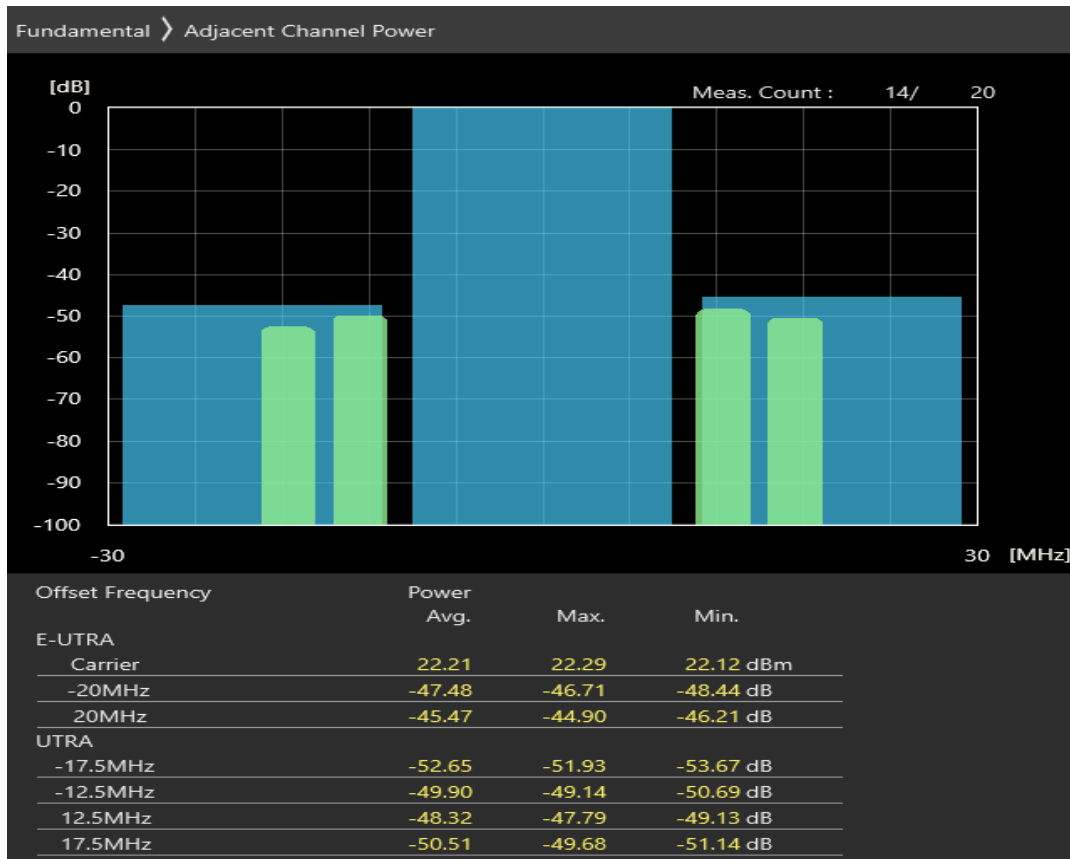 Fundamental ❯ Adjacent Channel Power
[dB]
Meas. Count : 14/ 20
0
-10
-20
-30
-40
-50
-60
-70
-80
-90
-100
-30 30 [MHz]
Offset Frequency Power
Avg. Max. Min.
E-UTRA
Carrier 22.21 22.29 22.12 dBm
-20MHz -47.48 -46.71 -48.44 dB
20MHz -45.47 -44.90 -46.21 dB
UTRA
-17.5MHz -52.65 -51.93 -53.67 dB
-12.5MHz -49.90 -49.14 -50.69 dB
12.5MHz -48.32 -47.79 -49.13 dB
17.5MHz -50.51 -49.68 -51.14 dB